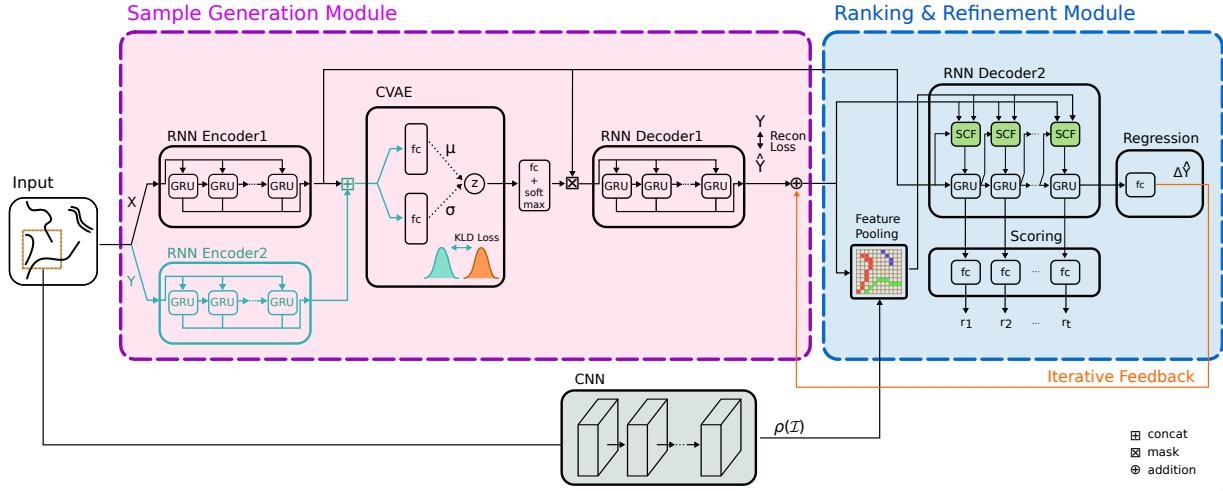 Sample Generation Module
Ranking & Refinement Module
Input
X
Y
RNN Encoder1
GRU GRU GRU
RNN Encoder2
GRU GRU GRU
CVAE
fc
μ
z
fc
σ
KLD Loss
fc
+
soft
max
RNN Decoder1
GRU GRU GRU
Y
Recon
Loss
Ŷ
RNN Decoder2
SCF SCF SCF
GRU GRU GRU
Regression
fc
ΔŶ
Feature
Pooling
Scoring
fc fc ... fc
r1 r2 ... rt
Iterative Feedback
CNN
ρ(I)
concat
mask
addition